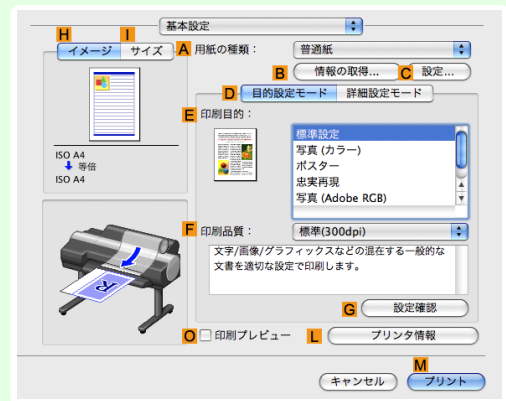 基本設定
H
I
イメージ
サイズ
A
用紙の種類：
普通紙
B
情報の取得...
C
設定...
D
目的設定モード
詳細設定モード
E
印刷目的：
標準設定
写真 (カラー)
ポスター
忠実再現
写真 (Adobe RGB)
ISO A4
等倍
ISO A4
F
印刷品質：
標準(300dpi)
文字/画像/グラフィックスなどの混在する一般的な
文書を適切な設定で印刷します。
R
G
設定確認
O
印刷プレビュー
L
プリンタ情報
M
キャンセル
プリント